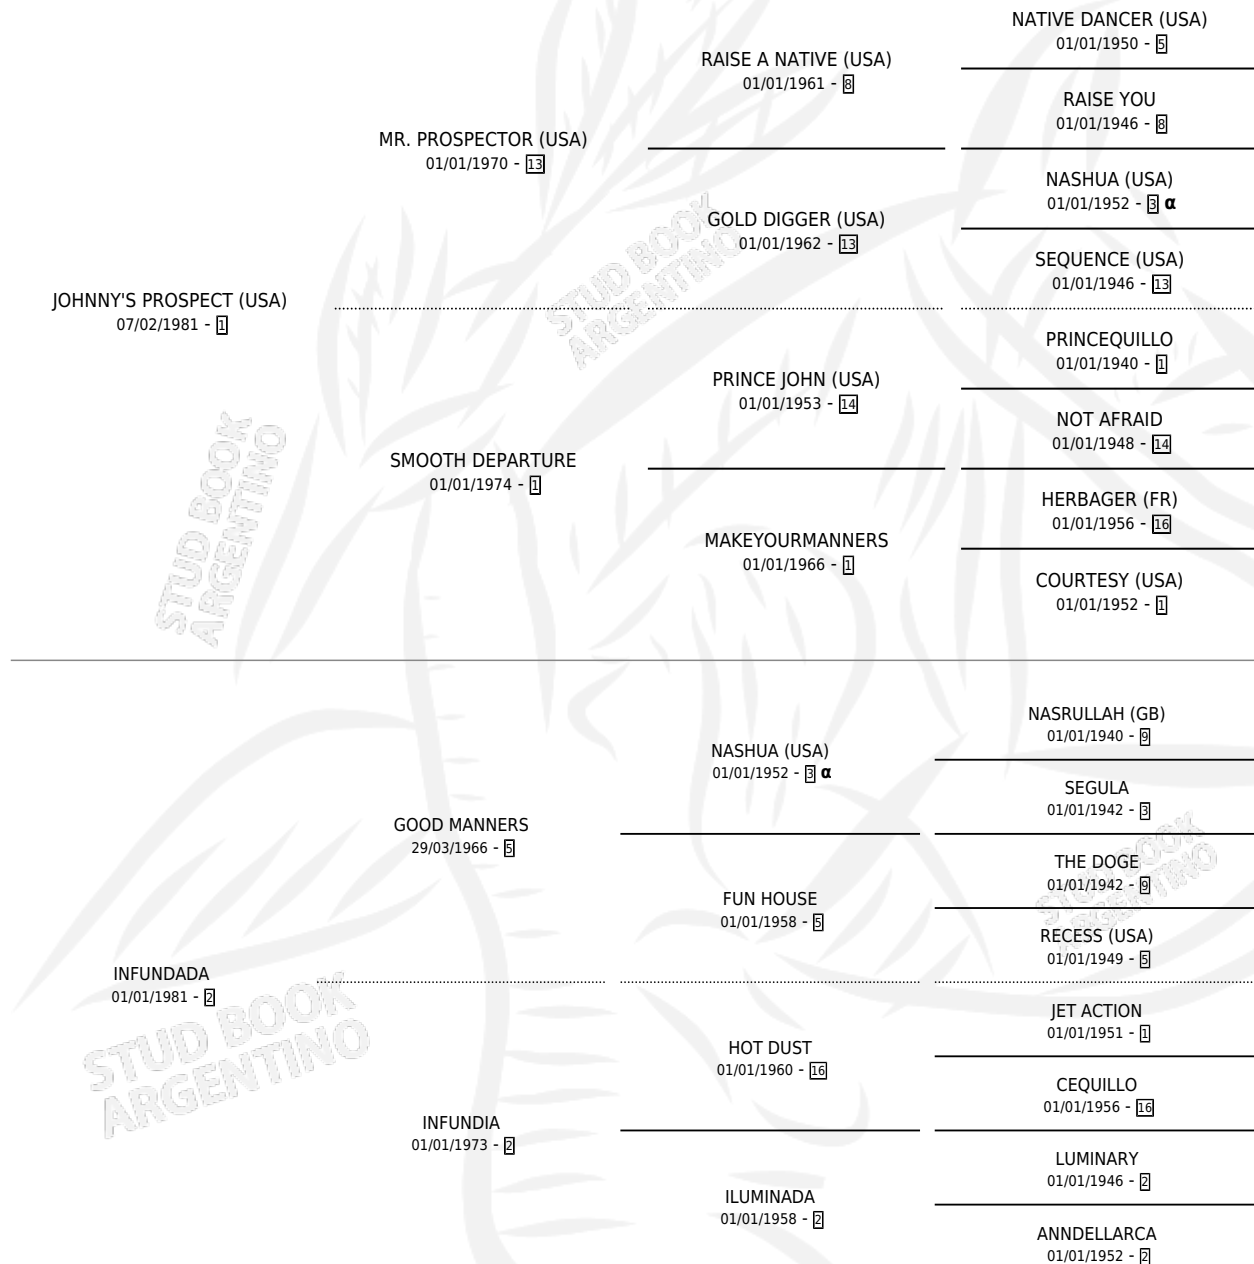 NATIVE DANCER (USA)
01/01/1950 - 5
RAISE A NATIVE (USA)
01/01/1961 - 8
RAISE YOU
01/01/1946 - 8
MR. PROSPECTOR (USA)
01/01/1970 - 13
NASHUA (USA)
01/01/1952 - 3 α
GOLD DIGGER (USA)
01/01/1962 - 13
SEQUENCE (USA)
01/01/1946 - 13
JOHNNY'S PROSPECT (USA)
07/02/1981 - 1
PRINCEQUILLO
01/01/1940 - 1
PRINCE JOHN (USA)
01/01/1953 - 14
NOT AFRAID
01/01/1948 - 14
SMOOTH DEPARTURE
01/01/1974 - 1
HERBAGER (FR)
01/01/1956 - 16
MAKEYOURMANNERS
01/01/1966 - 1
COURTESY (USA)
01/01/1952 - 1
NASRULLAH (GB)
01/01/1940 - 9
NASHUA (USA)
01/01/1952 - 3 α
SEGULA
01/01/1942 - 3
GOOD MANNERS
29/03/1966 - 5
THE DOGE
01/01/1942 - 9
FUN HOUSE
01/01/1958 - 5
RECESS (USA)
01/01/1949 - 5
INFUNDADA
01/01/1981 - 2
JET ACTION
01/01/1951 - 1
HOT DUST
01/01/1960 - 16
CEQUILLO
01/01/1956 - 16
INFUNDIA
01/01/1973 - 2
LUMINARY
01/01/1946 - 2
ILUMINADA
01/01/1958 - 2
ANNDELLARCA
01/01/1952 - 2
STUD BOOK
ARGENTINO
STUD BOOK
ARGENTINO
STUD BOOK
ARGENTINO
STUD BOOK
ARGENTINO